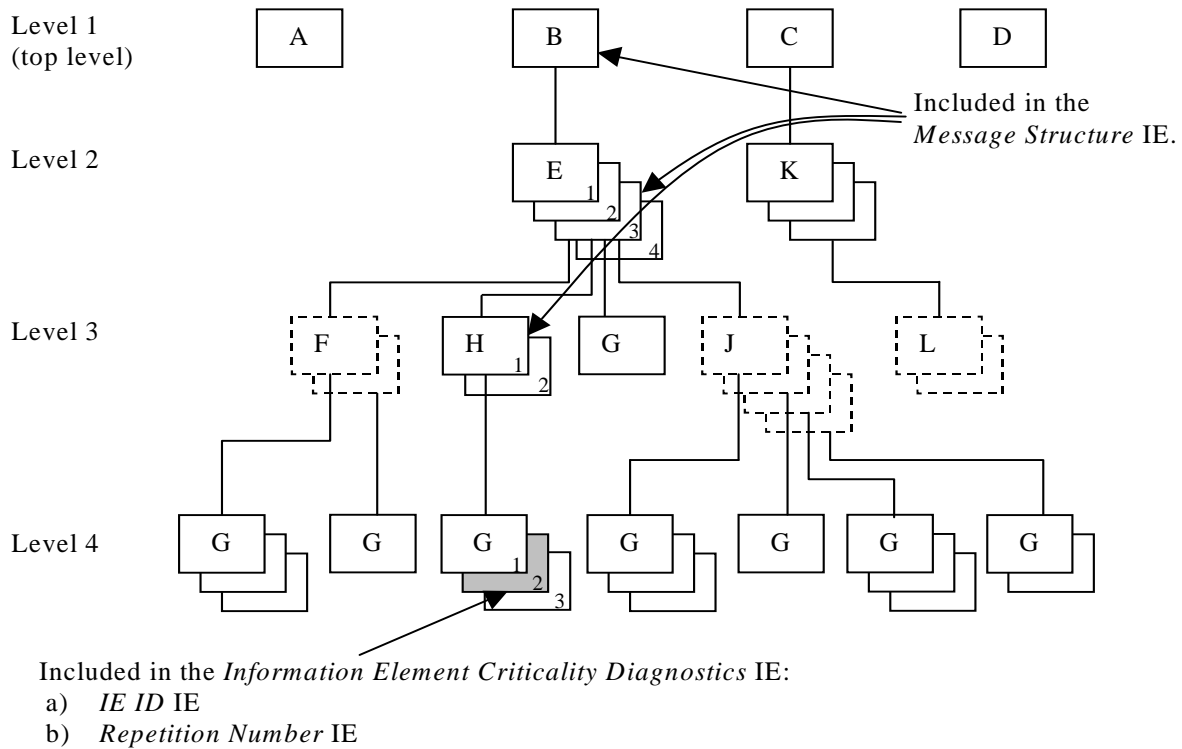 Level 1
(top level)
A
B
C
D
Included in the
Message Structure IE.
Level 2
E
1
2
3
4
K
Level 3
F
H
1
2
G
J
L
Level 4
G
G
G
1
2
3
G
G
G
G
Included in the Information Element Criticality Diagnostics IE:
a) IE ID IE
b) Repetition Number IE